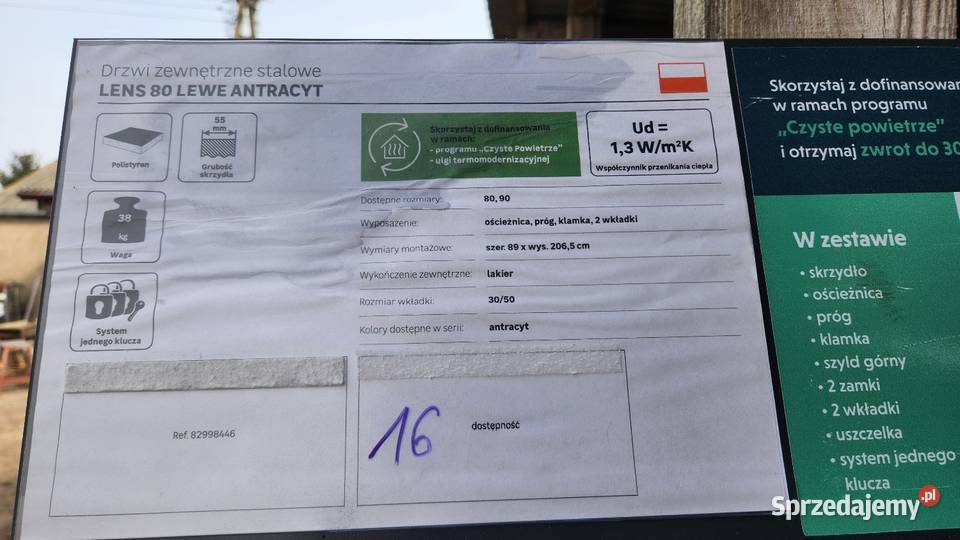 Drzwi zewnętrzne stalowe
LENS 80 LEWE ANTRACYT
Polistyren
55
mm
Grubość
skrzydła
Skorzystaj z dofinansowania
w ramach:
- programu „Czyste Powietrze”
- ulgi termomodernizacyjnej
Ud =
1,3 W/m²K
Współczynnik przenikania ciepła
38
kg
Waga
System
jednego klucza
Dostępne rozmiary: 80, 90
Wyposażenie: ościeżnica, próg, klamka, 2 wkładki
Wymiary montażowe: szer. 89 x wys. 206,5 cm
Wykończenie zewnętrzne: lakier
Rozmiar wkładki: 30/50
Kolory dostępne w serii: antracyt
Ref. 82998446
16
dostępność
Skorzystaj z dofinansowan
w ramach programu
„Czyste powietrze”
i otrzymaj zwrot do 30
W zestawie
• skrzydło
• ościeżnica
• próg
• klamka
• szyld górny
• 2 zamki
• 2 wkładki
• uszczelka
• system jednego
klucza
Sprzedajemy.pl